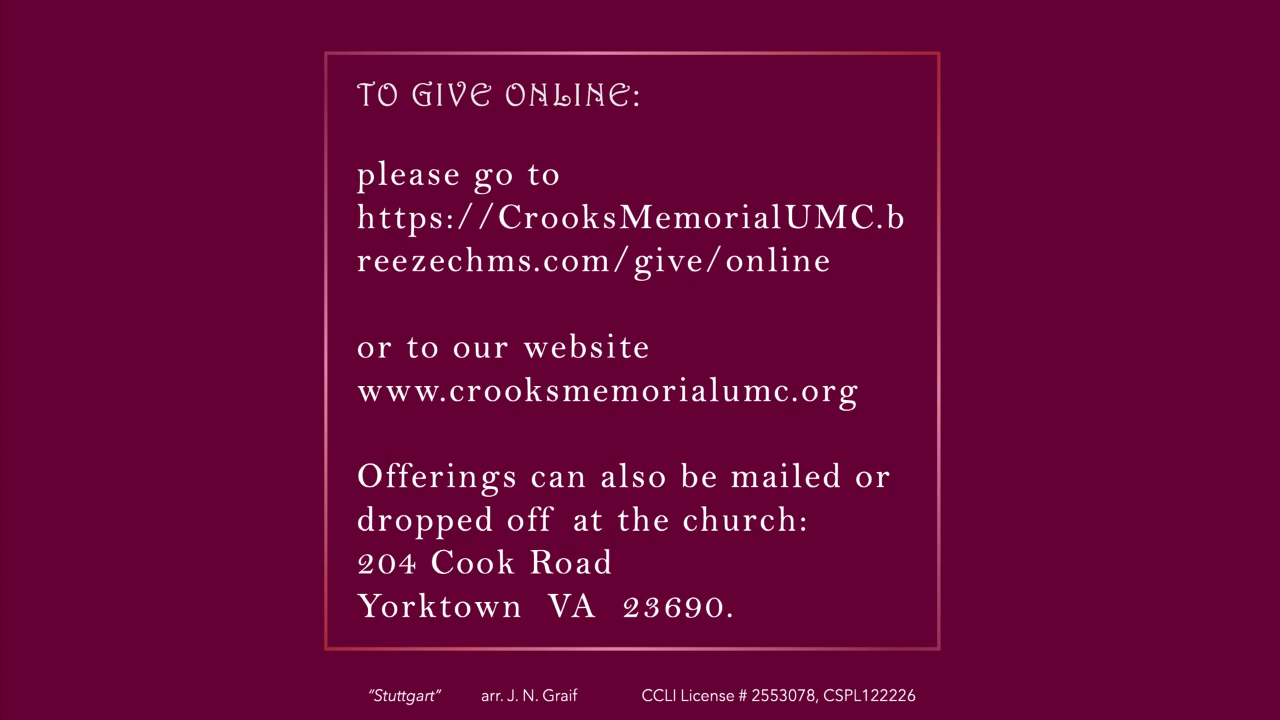 TO GIVE ONLINE:
please go to
https://CrooksMemorialUMC.b
reezechms.com/give/online
or to our website
www.crooksmemorialumc.org
Offerings can also be mailed or
dropped off at the church:
204 Cook Road
Yorktown VA 23690.
“Stuttgart” arr. J. N. Graif CCLI License # 2553078, CSPL122226